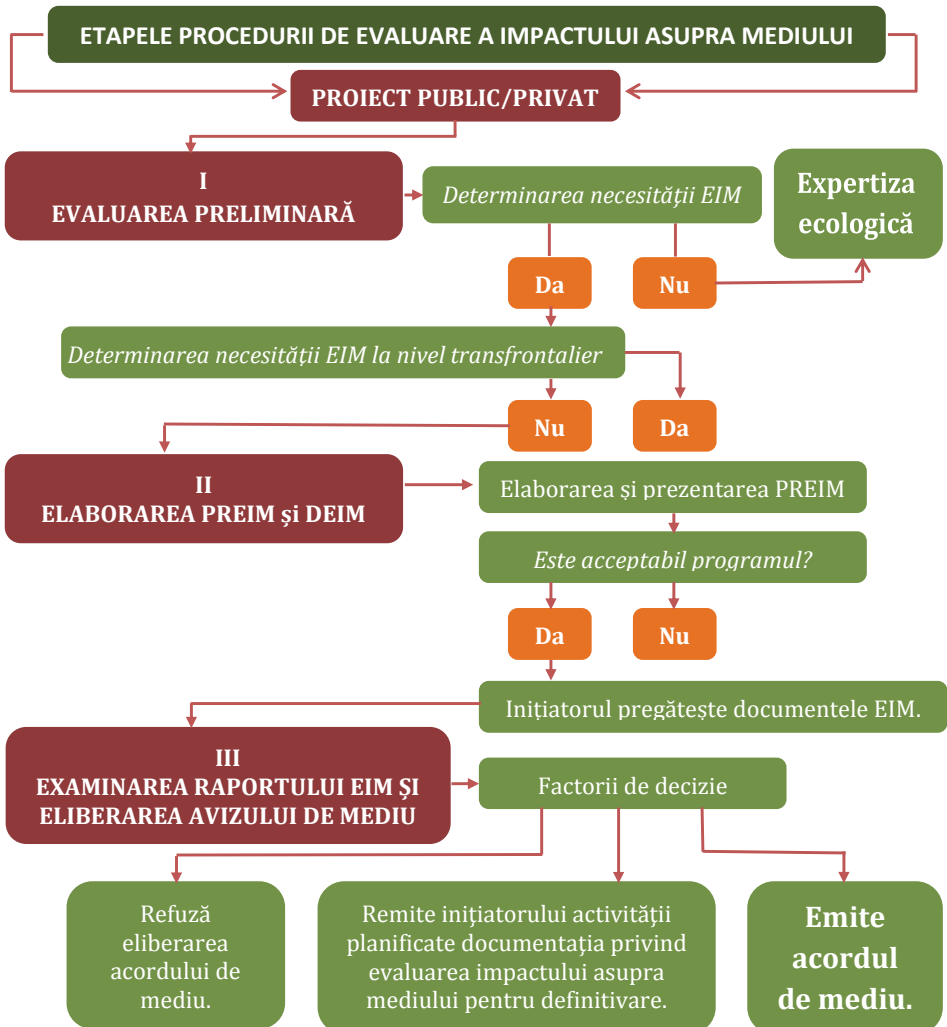 ETAPELE PROCEDURII DE EVALUARE A IMPACTULUI ASUPRA MEDIULUI
PROIECT PUBLIC/PRIVAT
I
EVALUAREA PRELIMINARĂ
Determinarea necesității EIM
Expertiza
ecologică
Da
Nu
Determinarea necesității EIM la nivel transfrontalier
Nu
Da
II
ELABORAREA PREIM și DEIM
Elaborarea și prezentarea PREIM
Este acceptabil programul?
Da
Nu
Inițiatorul pregătește documentele EIM.
III
EXAMINAREA RAPORTULUI EIM ȘI
ELIBERAREA AVIZULUI DE MEDIU
Factorii de decizie
Refuză
eliberarea
acordului de
mediu.
Remite inițiatorului activității
planificate documentația privind
evaluarea impactului asupra
mediului pentru definitivare.
Emite
acordul
de mediu.